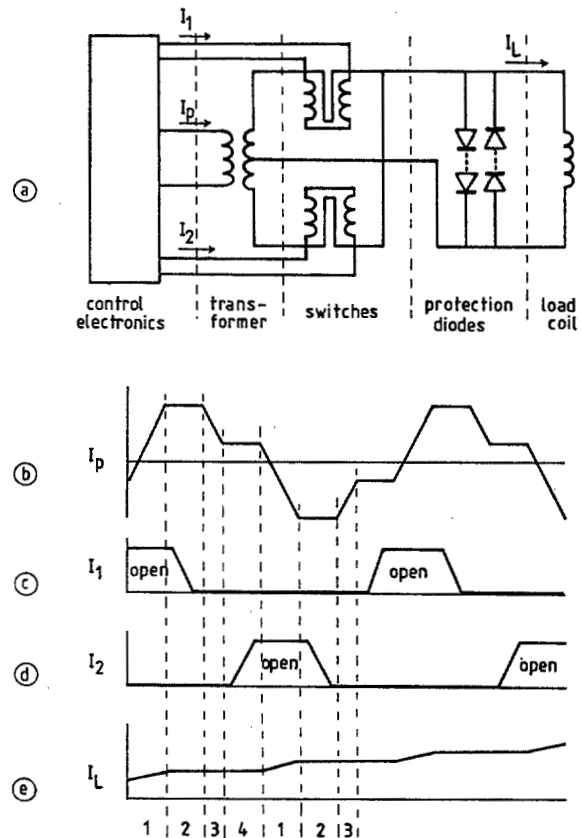 I1
IL
Ip
a
I2
control electronics
trans- former
switches
protection diodes
load coil
b
Ip
c
I1
open
open
d
I2
open
open
e
IL
1 2 3 4 1 2 3